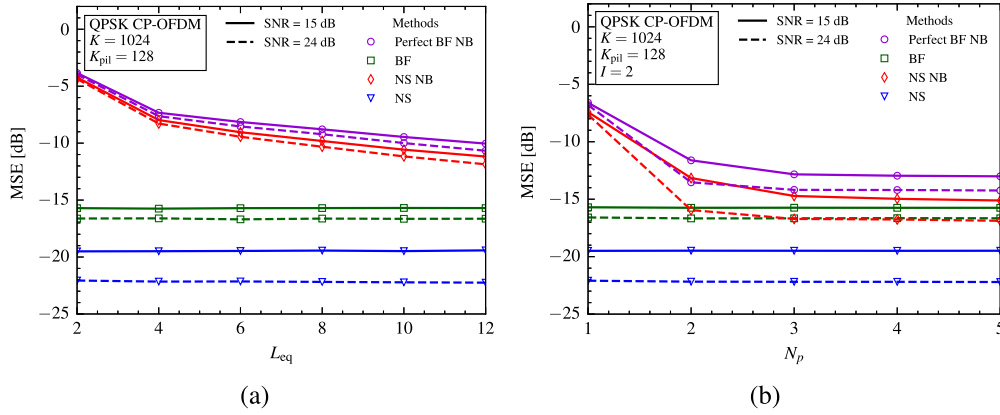 QPSK CP-OFDM
K = 1024
K_pil = 128
SNR = 15 dB
SNR = 24 dB
Methods
Perfect BF NB
BF
NS NB
NS
MSE [dB]
0
−5
−10
−15
−20
−25
2 4 6 8 10 12
L_eq
(a)
QPSK CP-OFDM
K = 1024
K_pil = 128
I = 2
SNR = 15 dB
SNR = 24 dB
Methods
Perfect BF NB
BF
NS NB
NS
MSE [dB]
0
−5
−10
−15
−20
−25
1 2 3 4 5
N_p
(b)